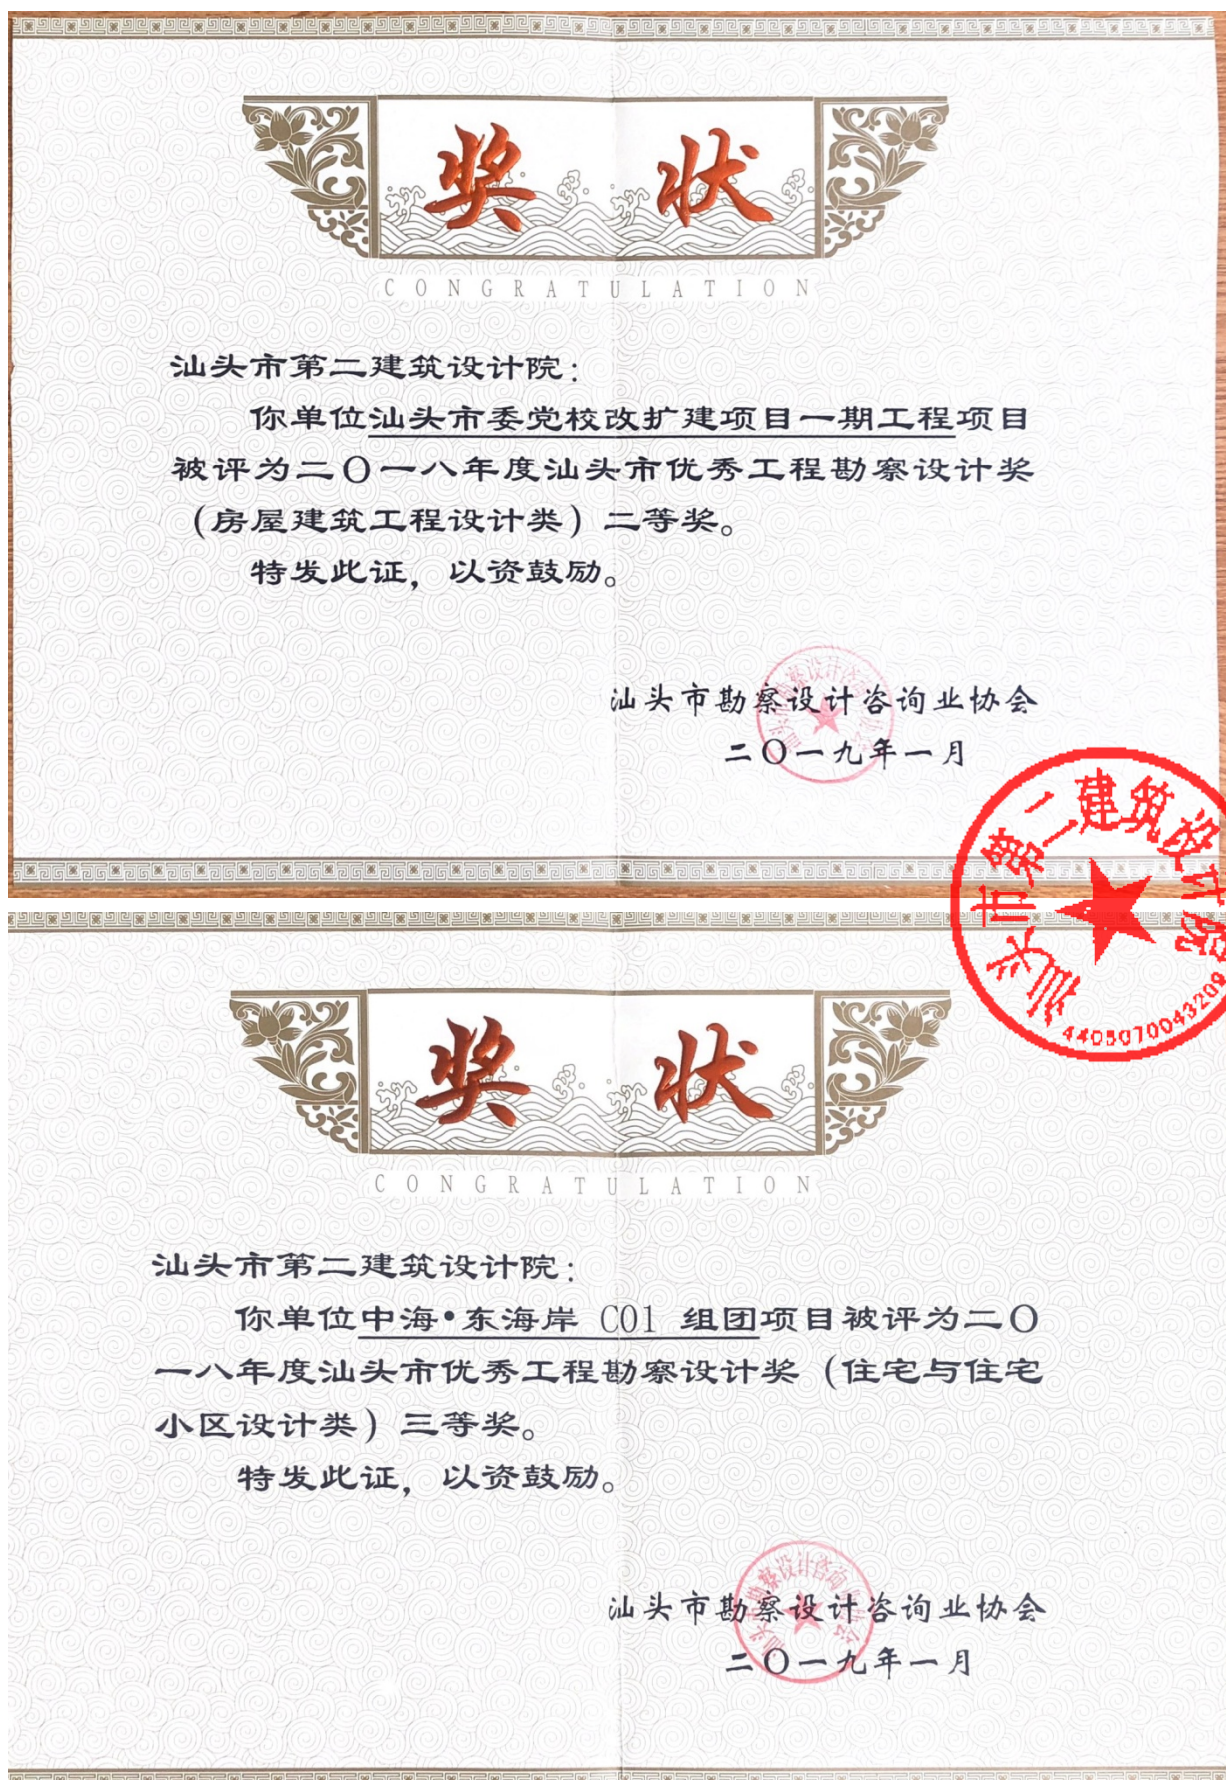 奖状
CONGRATULATION
汕头市第二建筑设计院：
你单位汕头市委党校改扩建项目一期工程项目
被评为二〇一八年度汕头市优秀工程勘察设计奖
（房屋建筑工程设计类）二等奖。
特发此证，以资鼓励。
汕头市勘察设计咨询业协会
二〇一九年一月
汕头市第二建筑设计院
4405070043209
奖状
CONGRATULATION
汕头市第二建筑设计院：
你单位中海•东海岸 C01 组团项目被评为二〇
一八年度汕头市优秀工程勘察设计奖（住宅与住宅
小区设计类）三等奖。
特发此证，以资鼓励。
汕头市勘察设计咨询业协会
二〇一九年一月